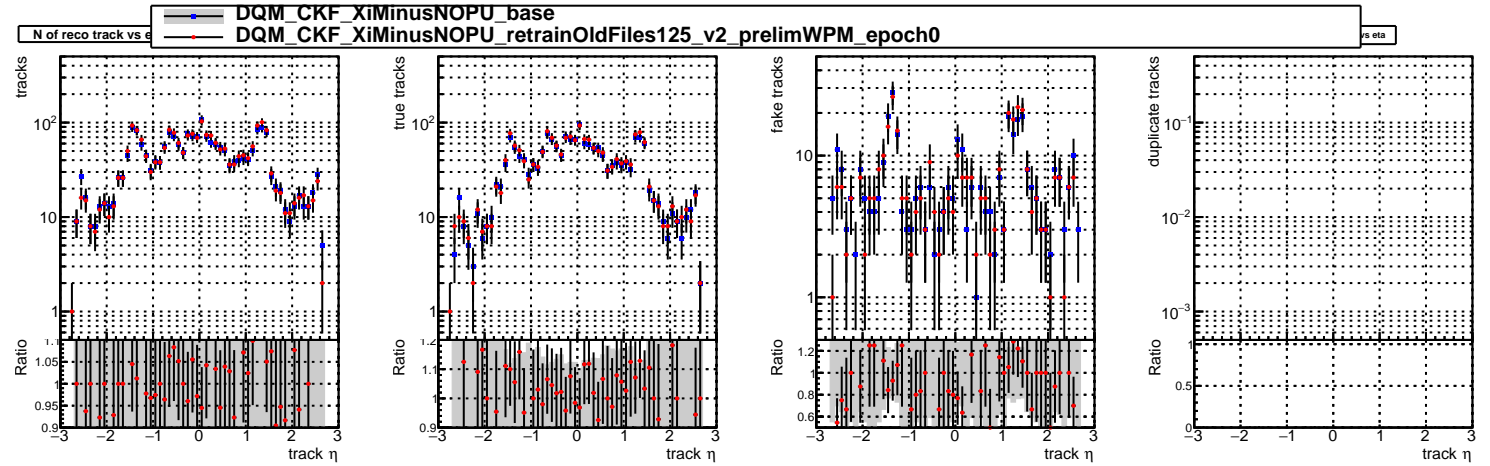 DQM_CKF_XiMinusNOPU_base
DQM_CKF_XiMinusNOPU_retrainOldFiles125_v2_prelimWPM_epoch0
N of reco track vs e
vs eta
tracks
10²
10
1
Ratio
1.1
1.05
1
0.95
0.9
−3 −2 −1 0 1 2 3
track η
true tracks
10²
10
1
Ratio
1.2
1.1
1
0.9
−3 −2 −1 0 1 2 3
track η
fake tracks
10
1
Ratio
1.2
1
0.8
0.6
−3 −2 −1 0 1 2 3
track η
duplicate tracks
10⁻¹
10⁻²
10⁻³
Ratio
1
0.5
0
−3 −2 −1 0 1 2 3
track η